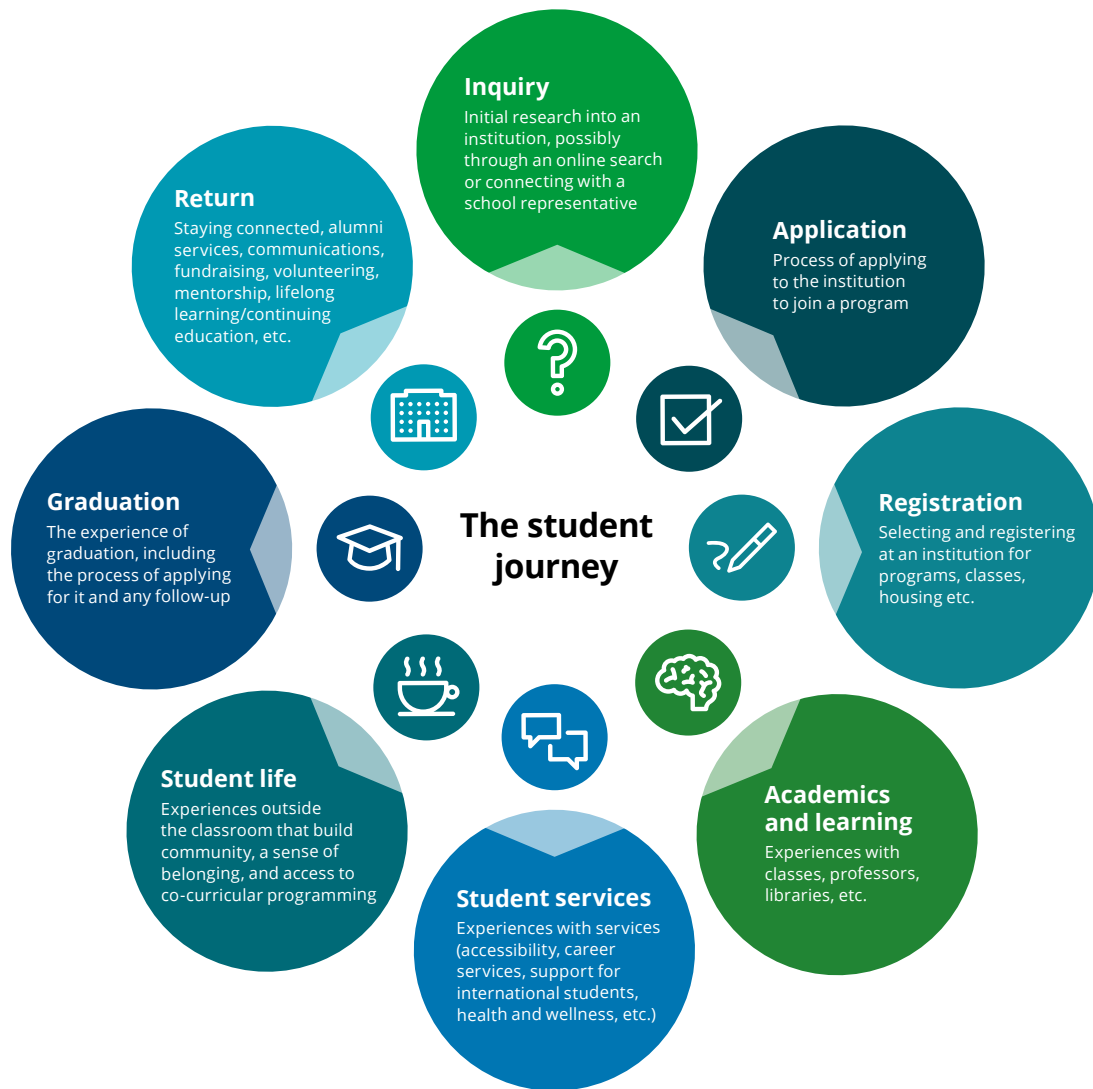 Inquiry
Initial research into an
institution, possibly
through an online search
or connecting with a
school representative
Application
Process of applying
to the institution
to join a program
Registration
Selecting and registering
at an institution for
programs, classes,
housing etc.
Academics
and learning
Experiences with
classes, professors,
libraries, etc.
Student services
Experiences with services
(accessibility, career
services, support for
international students,
health and wellness, etc.)
Student life
Experiences outside
the classroom that build
community, a sense of
belonging, and access to
co-curricular programming
Graduation
The experience of
graduation, including
the process of applying
for it and any follow-up
Return
Staying connected, alumni
services, communications,
fundraising, volunteering,
mentorship, lifelong
learning/continuing
education, etc.
The student
journey